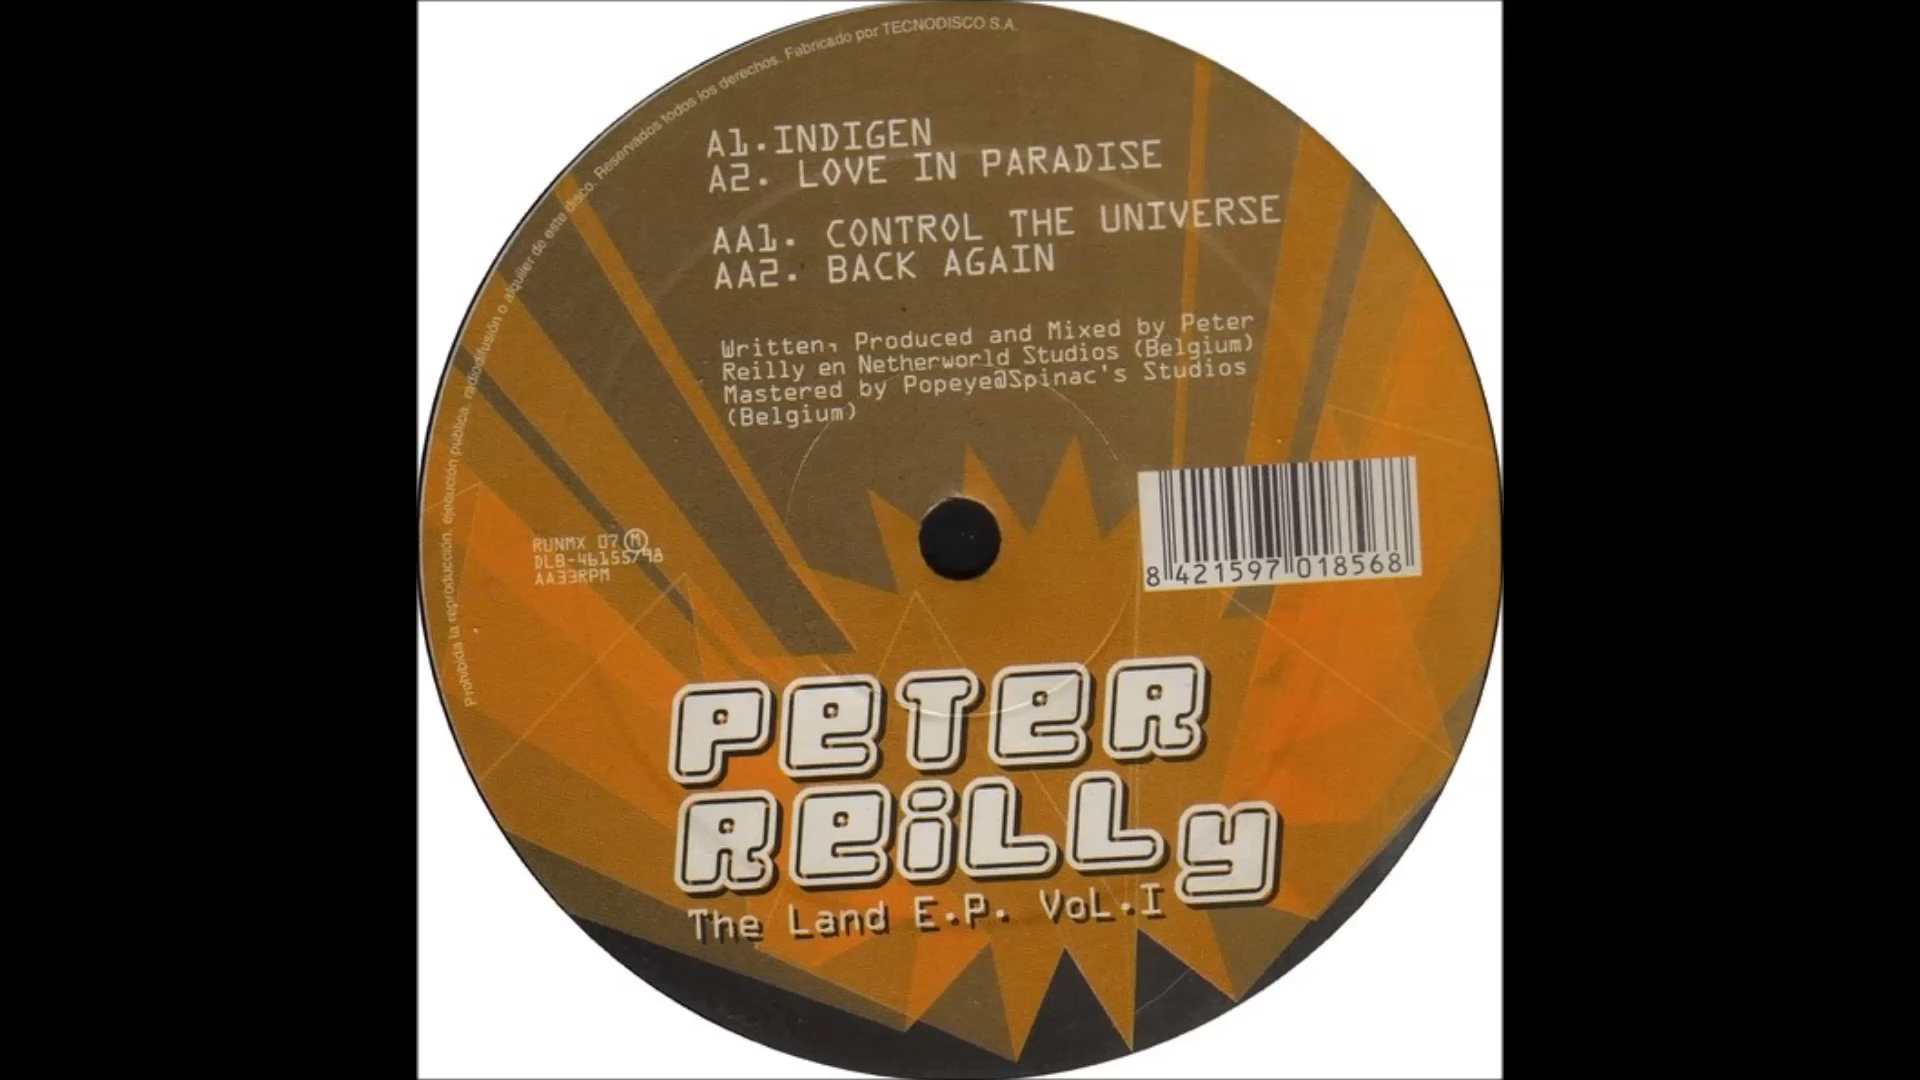 Prohibida la reproducción, ejecución pública, radiodifusión o alquiler de este disco. Reservados todos los derechos. Fabricado por TECNODISCO S.A.
A1.INDIGEN
A2. LOVE IN PARADISE
AA1. CONTROL THE UNIVERSE
AA2. BACK AGAIN
Written, Produced and Mixed by Peter
Reilly en Netherworld Studios (Belgium)
Mastered by Popeye@Spinac's Studios
(Belgium)
RUNMX 07 M
DLB-46155/98
AA33RPM
8 421597 018568
PETER
REILLY
The Land E.P. VoL.I